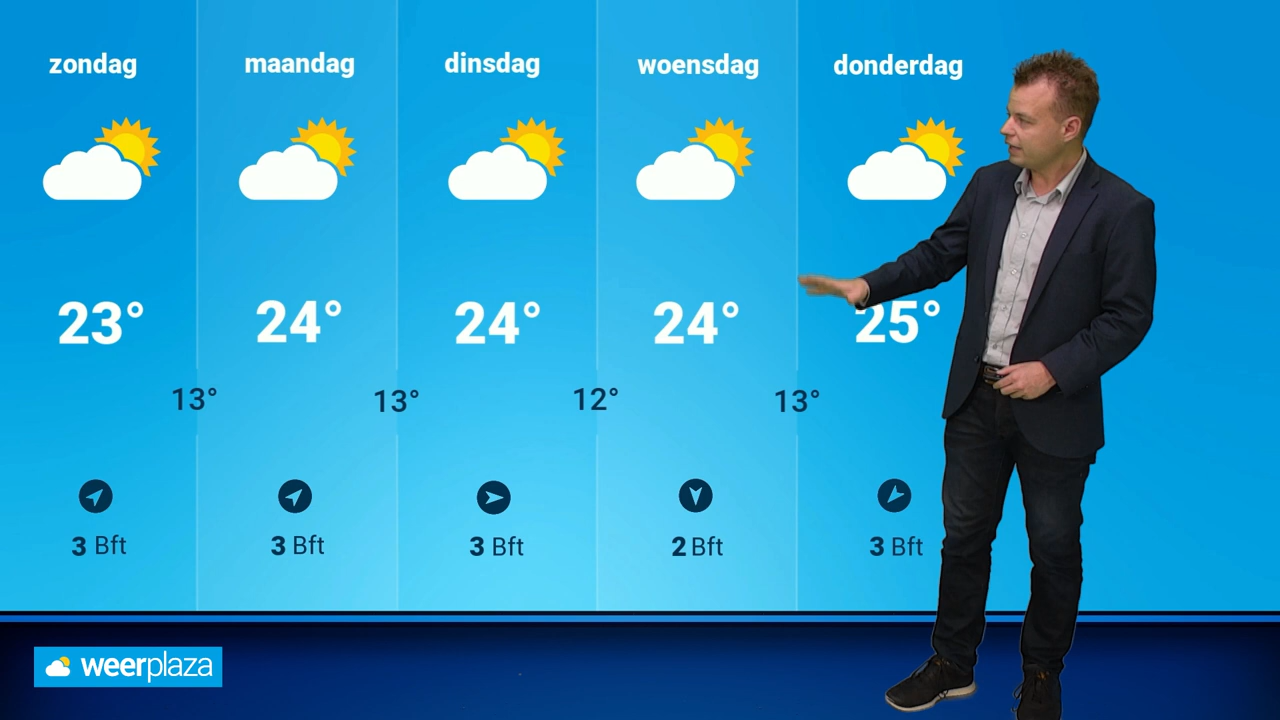 zondag maandag dinsdag woensdag donderdag
23° 24° 24° 24° 25°
13° 13° 12° 13°
3 Bft 3 Bft 3 Bft 2 Bft 3 Bft
weerplaza